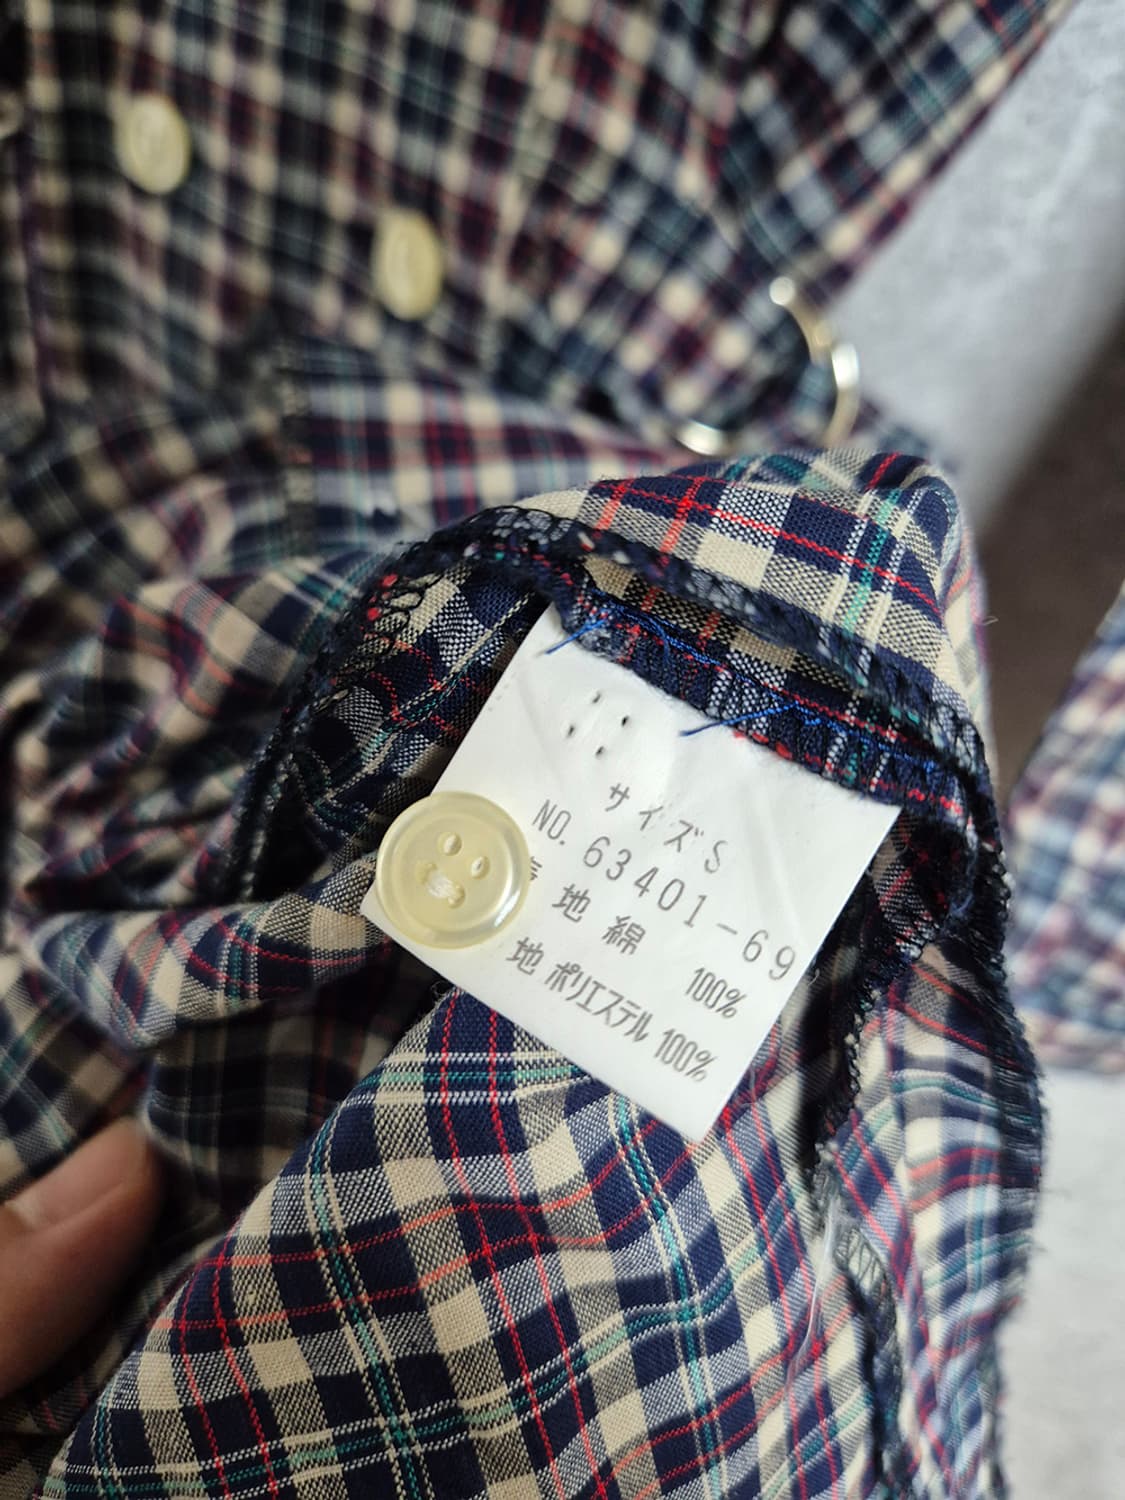 サイズS
NO. 63401-69
地 綿 100%
地 ポリエステル 100%